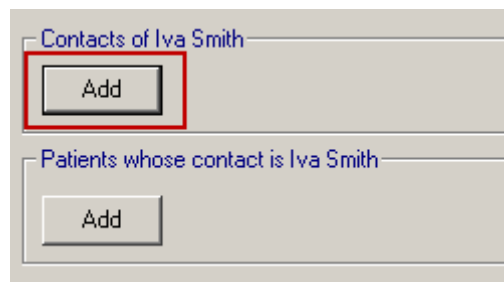 Contacts of Iva Smith
Add
Patients whose contact is Iva Smith
Add